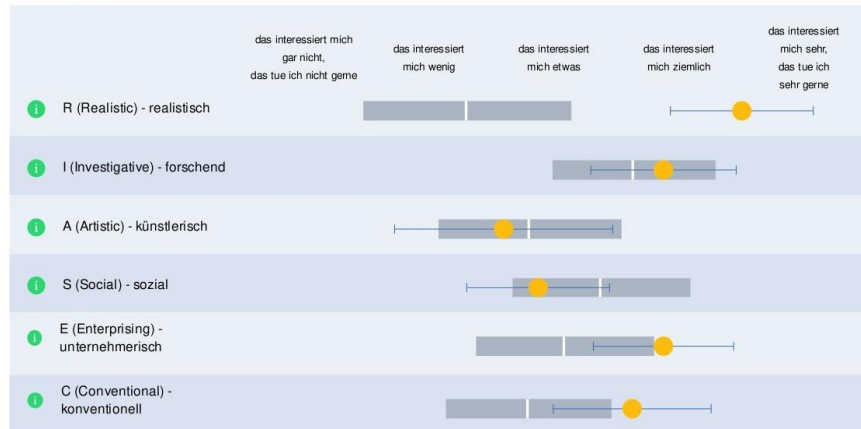 das interessiert mich
gar nicht,
das tue ich nicht gerne
das interessiert
mich wenig
das interessiert
mich etwas
das interessiert
mich ziemlich
das interessiert
mich sehr,
das tue ich
sehr gerne
i R (Realistic) - realistisch
i I (Investigative) - forschend
i A (Artistic) - künstlerisch
i S (Social) - sozial
i E (Enterprising) -
unternehmerisch
i C (Conventional) -
konventionell